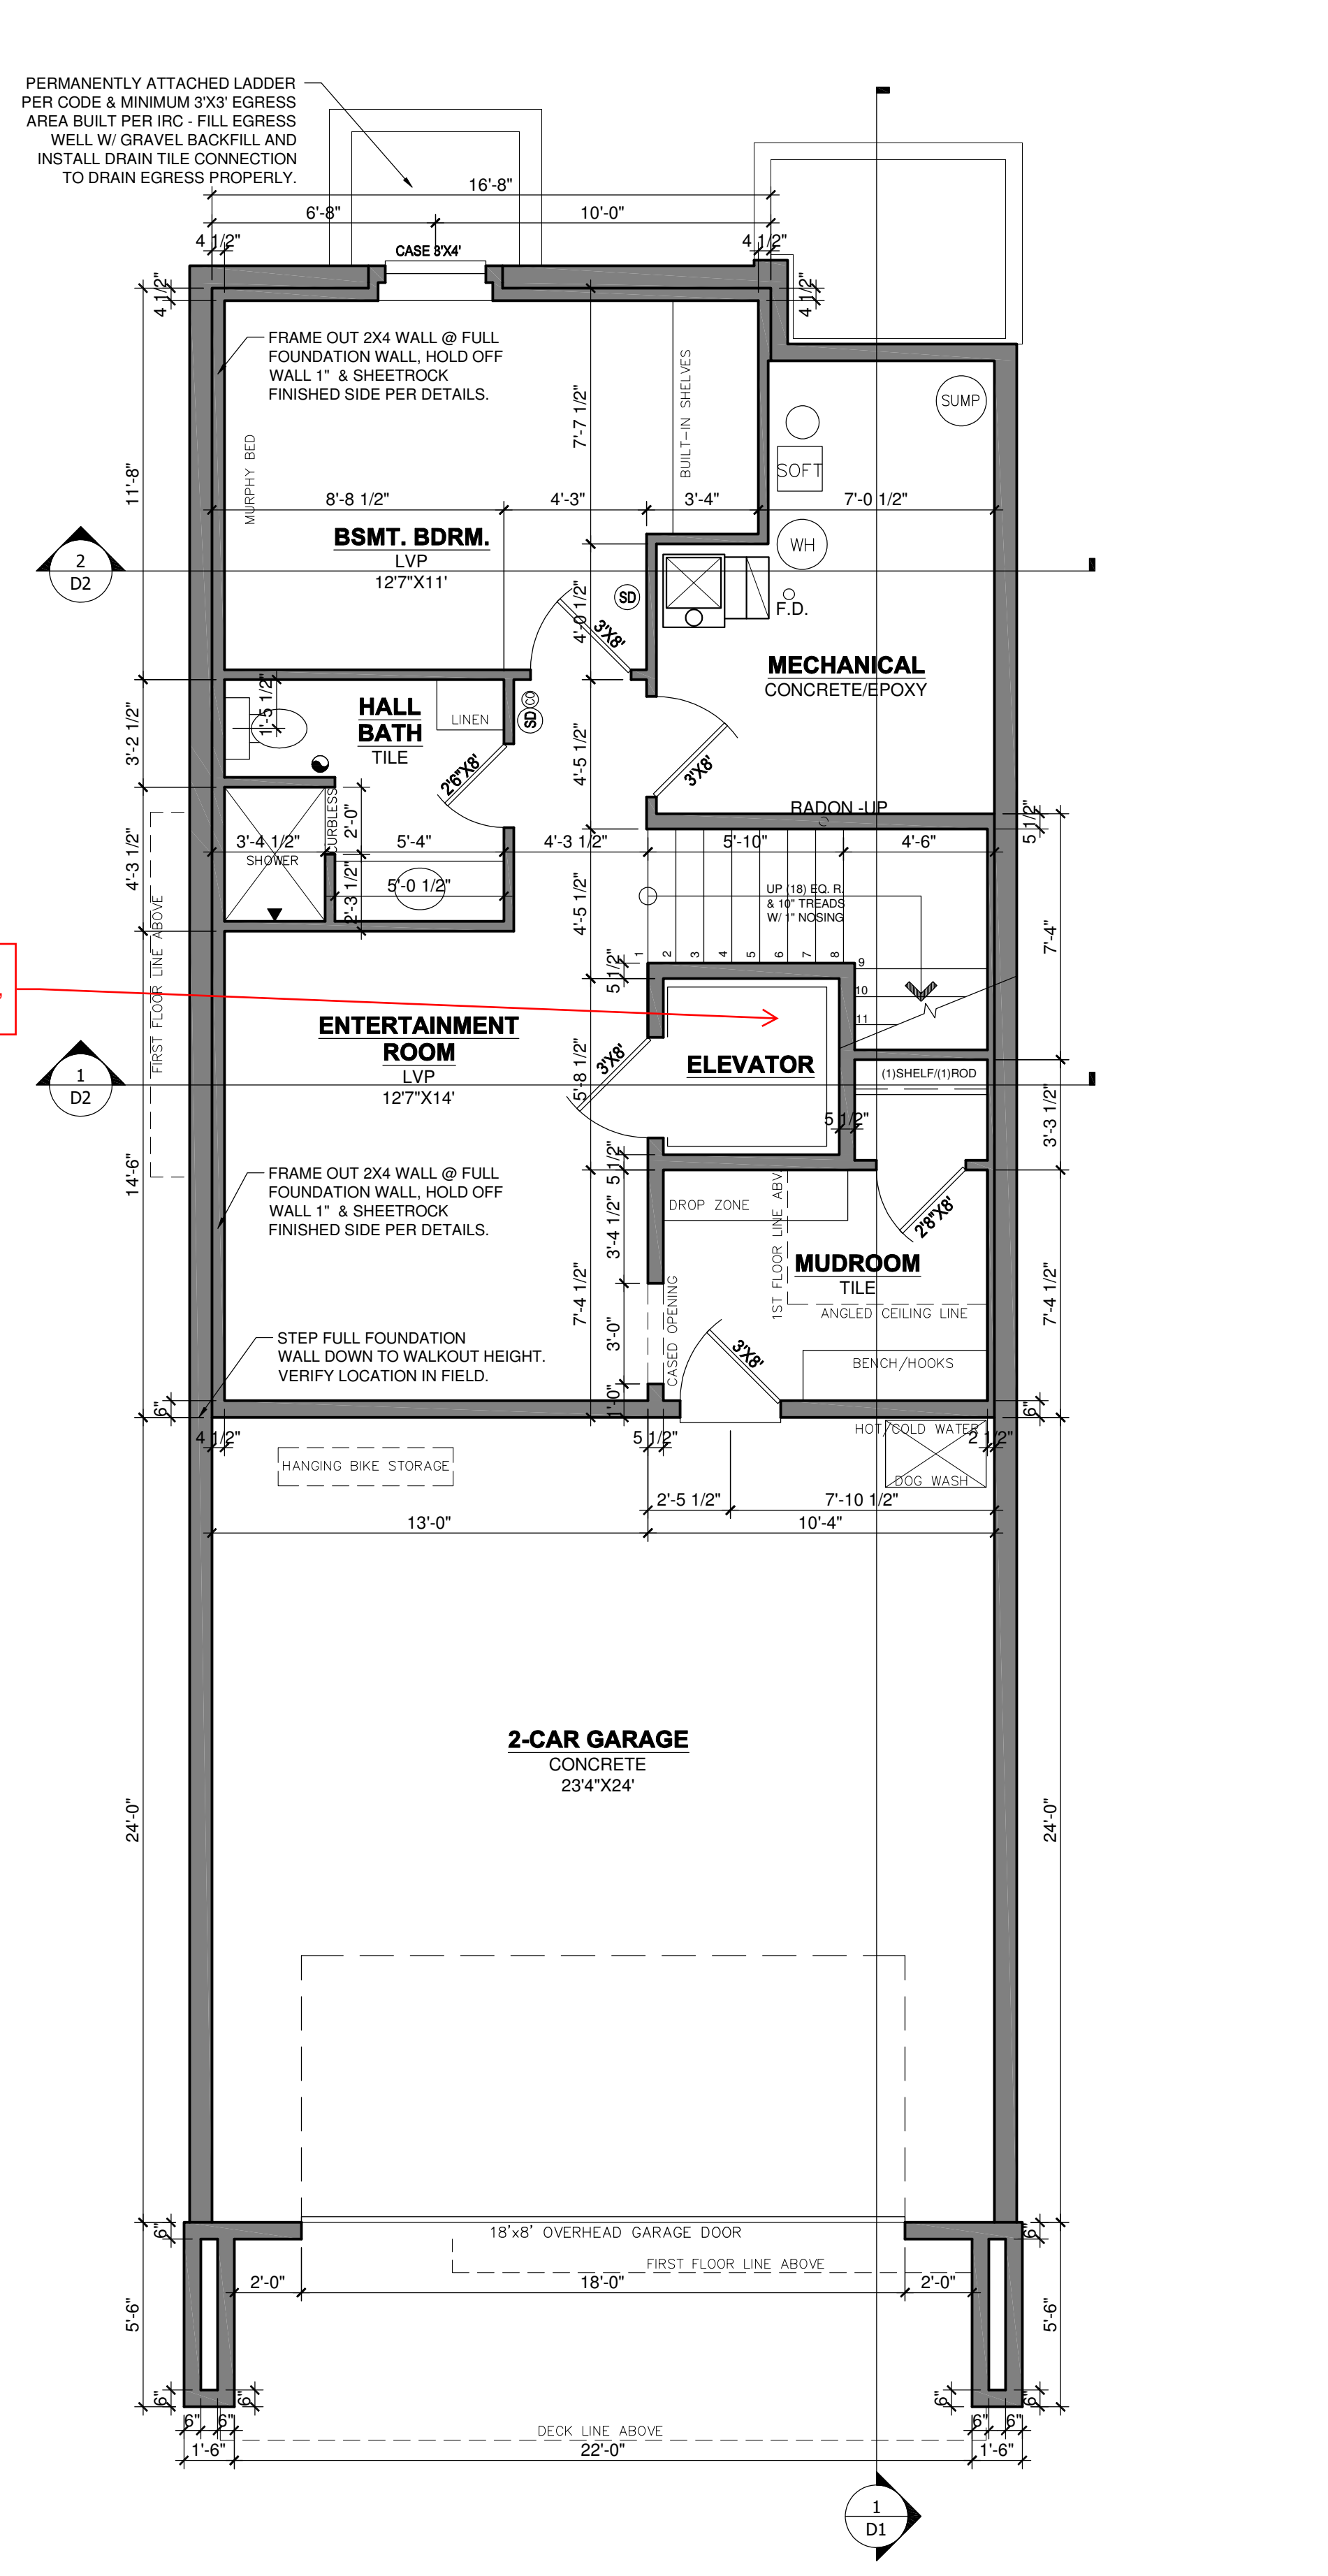 PERMANENTLY ATTACHED LADDER
PER CODE & MINIMUM 3'X3' EGRESS
AREA BUILT PER IRC - FILL EGRESS
WELL W/ GRAVEL BACKFILL AND
INSTALL DRAIN TILE CONNECTION
TO DRAIN EGRESS PROPERLY.
16'-8"
6'-8"
10'-0"
4 1/2"
CASE 3'X4'
4 1/2"
4 1/2"
4 1/2"
FRAME OUT 2X4 WALL @ FULL
FOUNDATION WALL, HOLD OFF
WALL 1" & SHEETROCK
FINISHED SIDE PER DETAILS.
MURPHY BED
BUILT-IN SHELVES
7'-7 1/2"
11'-8"
SUMP
SOFT
8'-8 1/2"
4'-3"
3'-4"
7'-0 1/2"
BSMT. BDRM.
LVP
12'7"X11'
WH
2
D2
SD
4'-0 1/2"
3'X8'
F.D.
MECHANICAL
CONCRETE/EPOXY
1'-5 1/2"
HALL
BATH
TILE
LINEN
CO
SD
3'-2 1/2"
2'6"X8'
4'-5 1/2"
3'X8'
RADON -UP
5 1/2"
CURBLESS
2'-0"
3'-4 1/2"
SHOWER
5'-4"
4'-3 1/2"
5'-10"
4'-6"
4'-3 1/2"
5'-0 1/2"
2'-3 1/2"
4'-5 1/2"
UP (18) EQ. R.
& 10" TREADS
W/ 1" NOSING
1
2
3
4
5
6
7
8
9
10
11
7'-4"
5 1/2"
FIRST FLOOR LINE ABOVE
ENTERTAINMENT
ROOM
LVP
12'7"X14'
3'X8'
5'-8 1/2"
ELEVATOR
(1)SHELF/(1)ROD
1
D2
5 1/2"
3'-3 1/2"
14'-6"
FRAME OUT 2X4 WALL @ FULL
FOUNDATION WALL, HOLD OFF
WALL 1" & SHEETROCK
FINISHED SIDE PER DETAILS.
5 1/2"
3'-4 1/2"
DROP ZONE
1ST FLOOR LINE ABV.
2'8"X8'
MUDROOM
TILE
ANGLED CEILING LINE
7'-4 1/2"
7'-4 1/2"
3'-0"
CASED OPENING
3'X8'
BENCH/HOOKS
STEP FULL FOUNDATION
WALL DOWN TO WALKOUT HEIGHT.
VERIFY LOCATION IN FIELD.
1'-0"
6"
6"
4 1/2"
5 1/2"
HOT/COLD WATER
2 1/2"
HANGING BIKE STORAGE
DOG WASH
2'-5 1/2"
7'-10 1/2"
13'-0"
10'-4"
2-CAR GARAGE
CONCRETE
23'4"X24'
24'-0"
24'-0"
6"
18'x8' OVERHEAD GARAGE DOOR
6"
FIRST FLOOR LINE ABOVE
2'-0"
18'-0"
2'-0"
5'-6"
5'-6"
6"
6"
6"
6"
6"
6"
DECK LINE ABOVE
6"
6"
1'-6"
22'-0"
1'-6"
1
D1